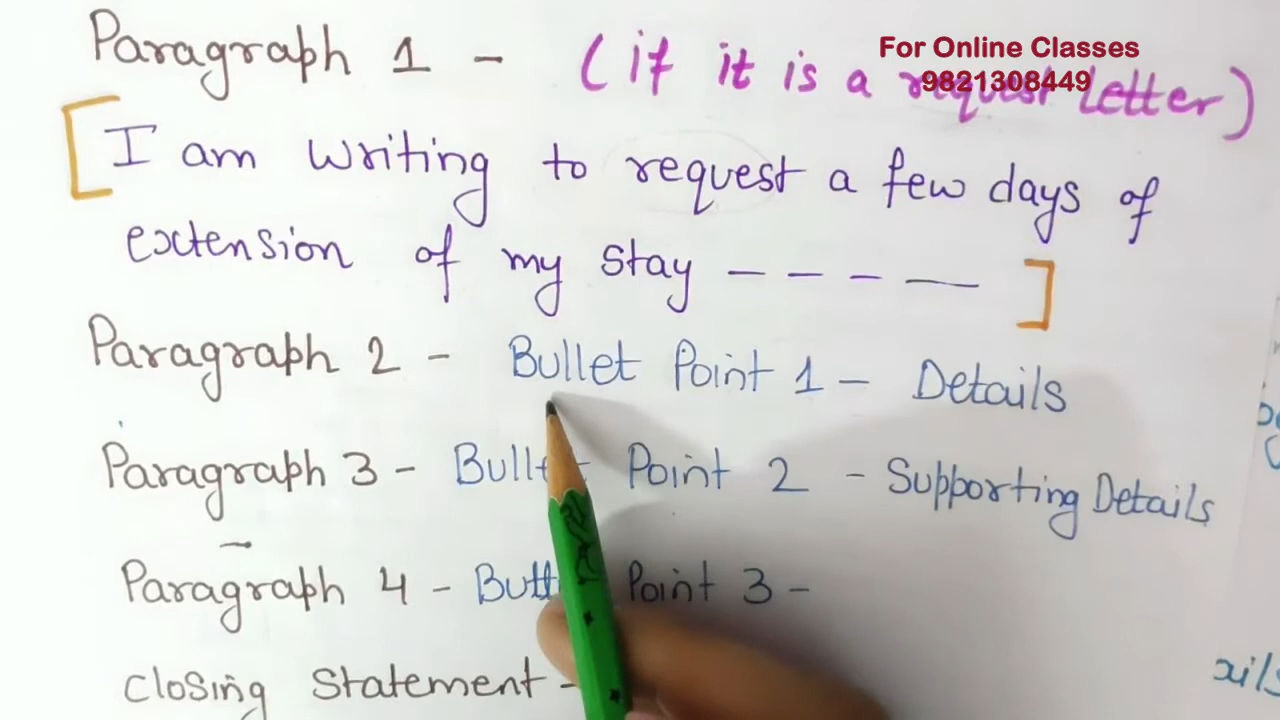 For Online Classes
9821308449
Paragraph 1 - (if it is a request letter)
[I am writing to request a few days of
extension of my stay - - - — ]
Paragraph 2 - Bullet Point 1 - Details
Paragraph 3 - Bullet Point 2 - Supporting Details
Paragraph 4 - Point 3 -
Closing Statement -